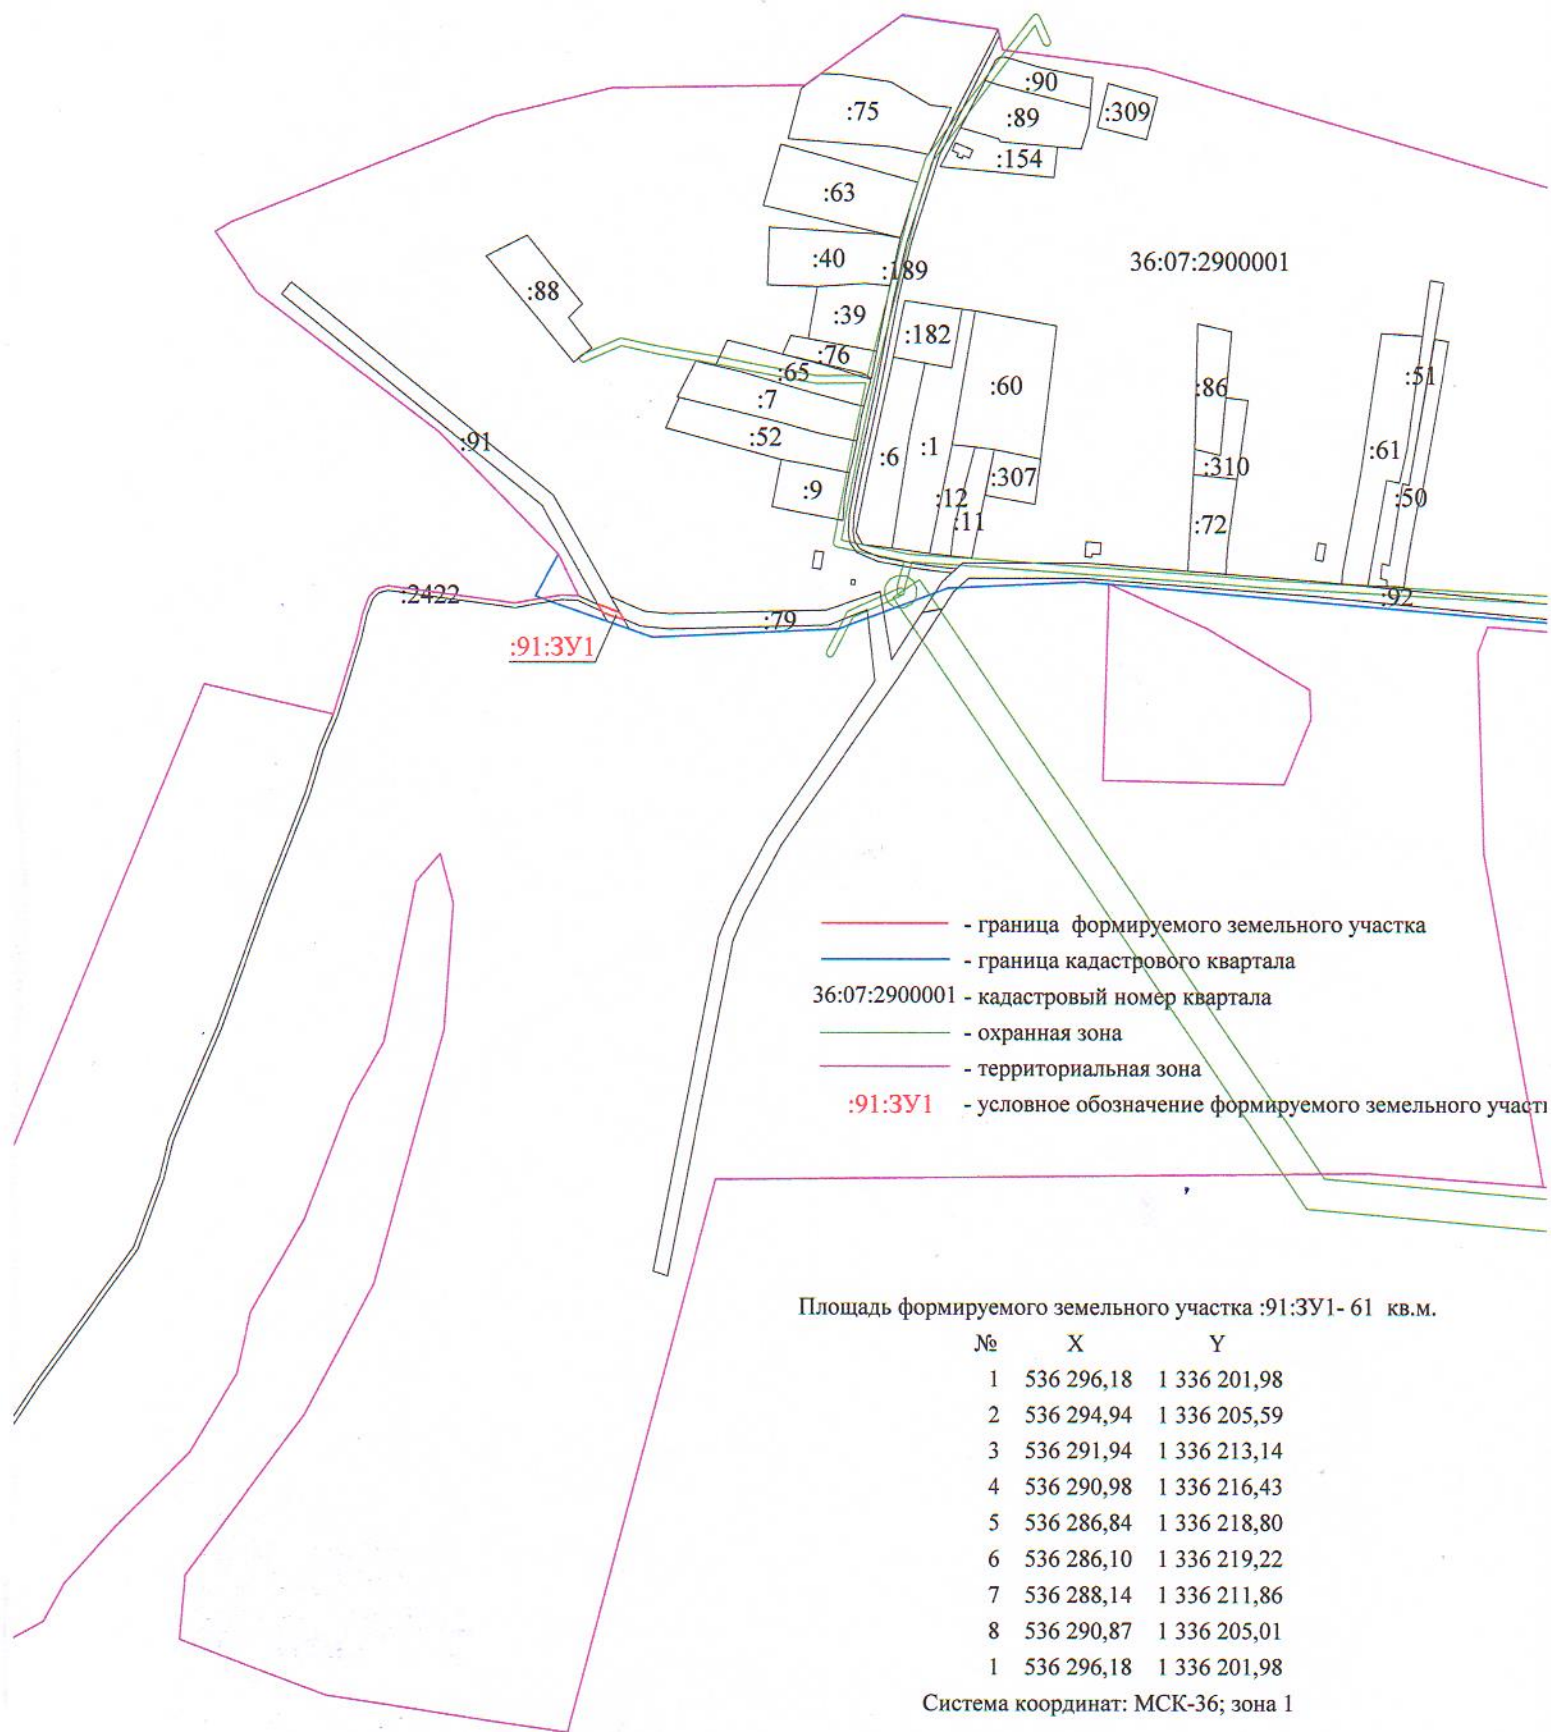 :90
:75
:309
:89
:154
:63
:40
:189
36:07:2900001
:88
:39
:182
:76
:65
:51
:60
:86
:7
:52
:91
:1
:6
:61
:310
:307
:9
:12
:50
:11
:72
:2422
:92
:79
:91:ЗУ1
- граница формируемого земельного участка
- граница кадастрового квартала
36:07:2900001 - кадастровый номер квартала
- охранная зона
- территориальная зона
:91:ЗУ1 - условное обозначение формируемого земельного участ
Площадь формируемого земельного участка :91:ЗУ1- 61 кв.м.
№ X Y
1 536 296,18 1 336 201,98
2 536 294,94 1 336 205,59
3 536 291,94 1 336 213,14
4 536 290,98 1 336 216,43
5 536 286,84 1 336 218,80
6 536 286,10 1 336 219,22
7 536 288,14 1 336 211,86
8 536 290,87 1 336 205,01
1 536 296,18 1 336 201,98
Система координат: МСК-36; зона 1